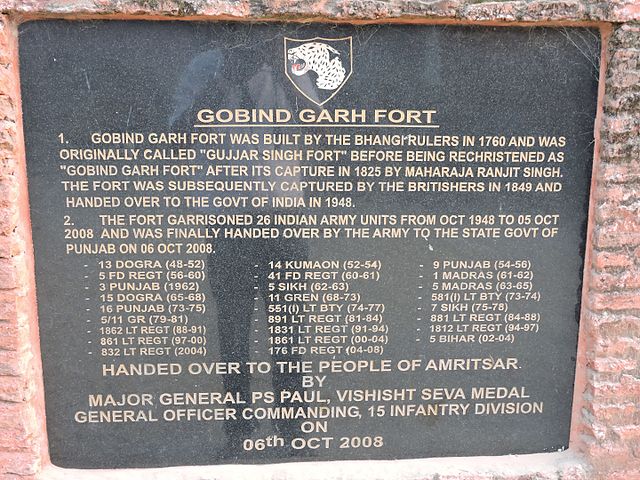 GOBIND GARH FORT
1. GOBIND GARH FORT WAS BUILT BY THE BHANGI RULERS IN 1760 AND WAS
ORIGINALLY CALLED "GUJJAR SINGH FORT" BEFORE BEING RECHRISTENED AS
"GOBIND GARH FORT" AFTER ITS CAPTURE IN 1825 BY MAHARAJA RANJIT SINGH.
THE FORT WAS SUBSEQUENTLY CAPTURED BY THE BRITISHERS IN 1849 AND
HANDED OVER TO THE GOVT OF INDIA IN 1948.
2. THE FORT GARRISONED 26 INDIAN ARMY UNITS FROM OCT 1948 TO 05 OCT
2008 AND WAS FINALLY HANDED OVER BY THE ARMY TO THE STATE GOVT OF
PUNJAB ON 06 OCT 2008.
- 13 DOGRA (48-52) - 14 KUMAON (52-54) - 9 PUNJAB (54-56)
- 5 FD REGT (56-60) - 41 FD REGT (60-61) - 1 MADRAS (61-62)
- 3 PUNJAB (1962) - 5 SIKH (62-63) - 5 MADRAS (63-65)
- 15 DOGRA (65-68) - 11 GREN (68-73) - 581(I) LT BTY (73-74)
- 16 PUNJAB (73-75) - 551(I) LT BTY (74-77) - 7 SIKH (75-78)
- 5/11 GR (79-81) - 891 LT REGT (81-84) - 881 LT REGT (84-88)
- 1862 LT REGT (88-91) - 1831 LT REGT (91-94) - 1812 LT REGT (94-97)
- 861 LT REGT (97-00) - 1861 LT REGT (00-04) - 5 BIHAR (02-04)
- 832 LT REGT (2004) - 176 FD REGT (04-08)
HANDED OVER TO THE PEOPLE OF AMRITSAR
BY
MAJOR GENERAL PS PAUL, VISHISHT SEVA MEDAL
GENERAL OFFICER COMMANDING, 15 INFANTRY DIVISION
ON
06th OCT 2008